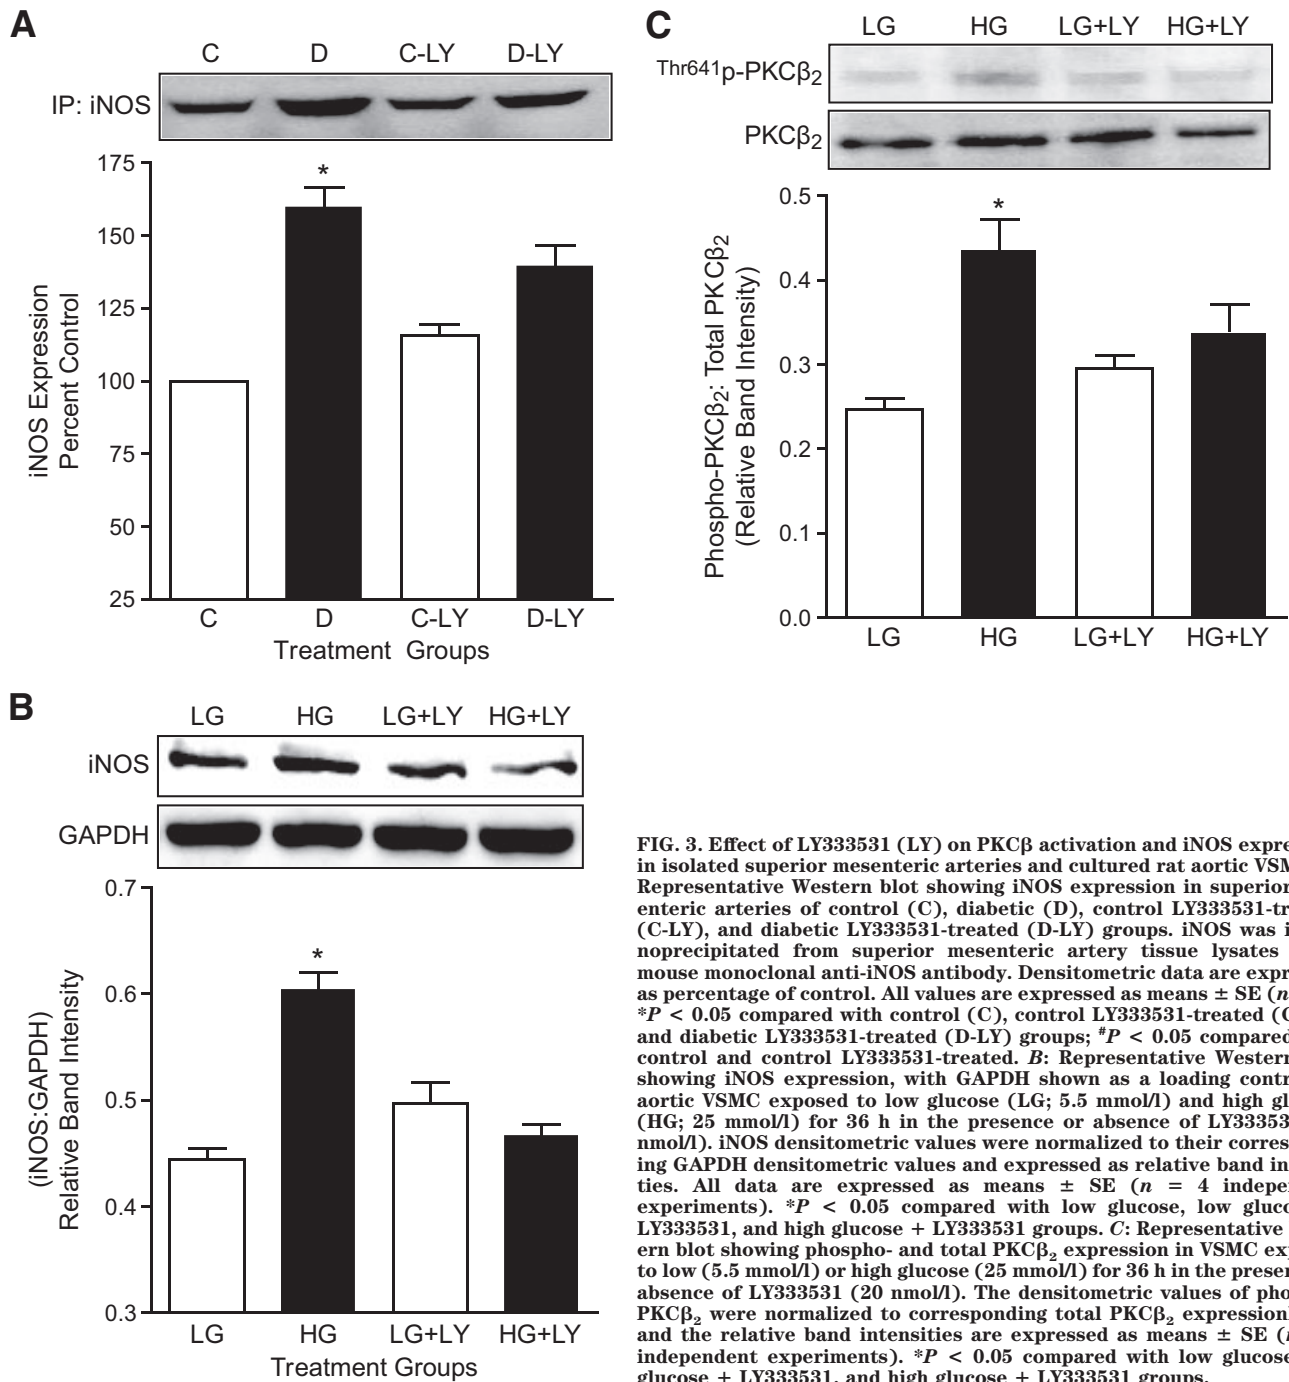 A
C D C-LY D-LY
IP: iNOS
175
150
125
100
75
50
25
iNOS Expression
Percent Control
*
C D C-LY D-LY
Treatment Groups
B
LG HG LG+LY HG+LY
iNOS
GAPDH
0.7
0.6
0.5
0.4
0.3
(iNOS:GAPDH)
Relative Band Intensity
*
LG HG LG+LY HG+LY
Treatment Groups
C
LG HG LG+LY HG+LY
Thr641p-PKCβ₂
PKCβ₂
0.5
0.4
0.3
0.2
0.1
0.0
Phospho-PKCβ₂: Total PKCβ₂
(Relative Band Intensity)
*
LG HG LG+LY HG+LY
FIG. 3. Effect of LY333531 (LY) on PKCβ activation and iNOS expre
in isolated superior mesenteric arteries and cultured rat aortic VSM
Representative Western blot showing iNOS expression in superior
enteric arteries of control (C), diabetic (D), control LY333531-tr
(C-LY), and diabetic LY333531-treated (D-LY) groups. iNOS was i
noprecipitated from superior mesenteric artery tissue lysates
mouse monoclonal anti-iNOS antibody. Densitometric data are expr
as percentage of control. All values are expressed as means ± SE (n
*P < 0.05 compared with control (C), control LY333531-treated (
and diabetic LY333531-treated (D-LY) groups; #P < 0.05 compared
control and control LY333531-treated. B: Representative Western
showing iNOS expression, with GAPDH shown as a loading contr
aortic VSMC exposed to low glucose (LG; 5.5 mmol/l) and high gl
(HG; 25 mmol/l) for 36 h in the presence or absence of LY33353
nmol/l). iNOS densitometric values were normalized to their corres
ing GAPDH densitometric values and expressed as relative band in
ties. All data are expressed as means ± SE (n = 4 indepe
experiments). *P < 0.05 compared with low glucose, low gluco
LY333531, and high glucose + LY333531 groups. C: Representative
ern blot showing phospho- and total PKCβ₂ expression in VSMC exp
to low (5.5 mmol/l) or high glucose (25 mmol/l) for 36 h in the presen
absence of LY333531 (20 nmol/l). The densitometric values of pho
PKCβ₂ were normalized to corresponding total PKCβ₂ expression
and the relative band intensities are expressed as means ± SE (
independent experiments). *P < 0.05 compared with low glucose
glucose + LY333531, and high glucose + LY333531 groups.